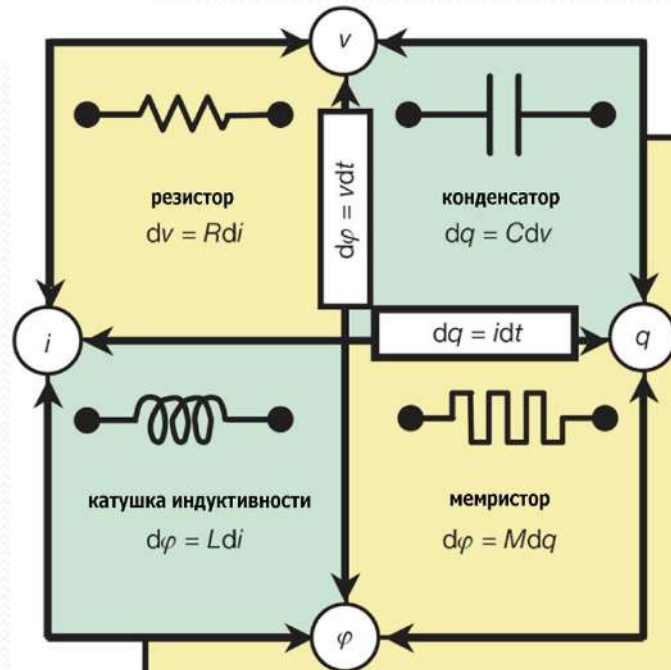 v
резистор
dv = Rdi
dφ = vdt
конденсатор
dq = Cdv
i
dq = idt
q
катушка индуктивности
dφ = Ldi
мемристор
dφ = Mdq
φ